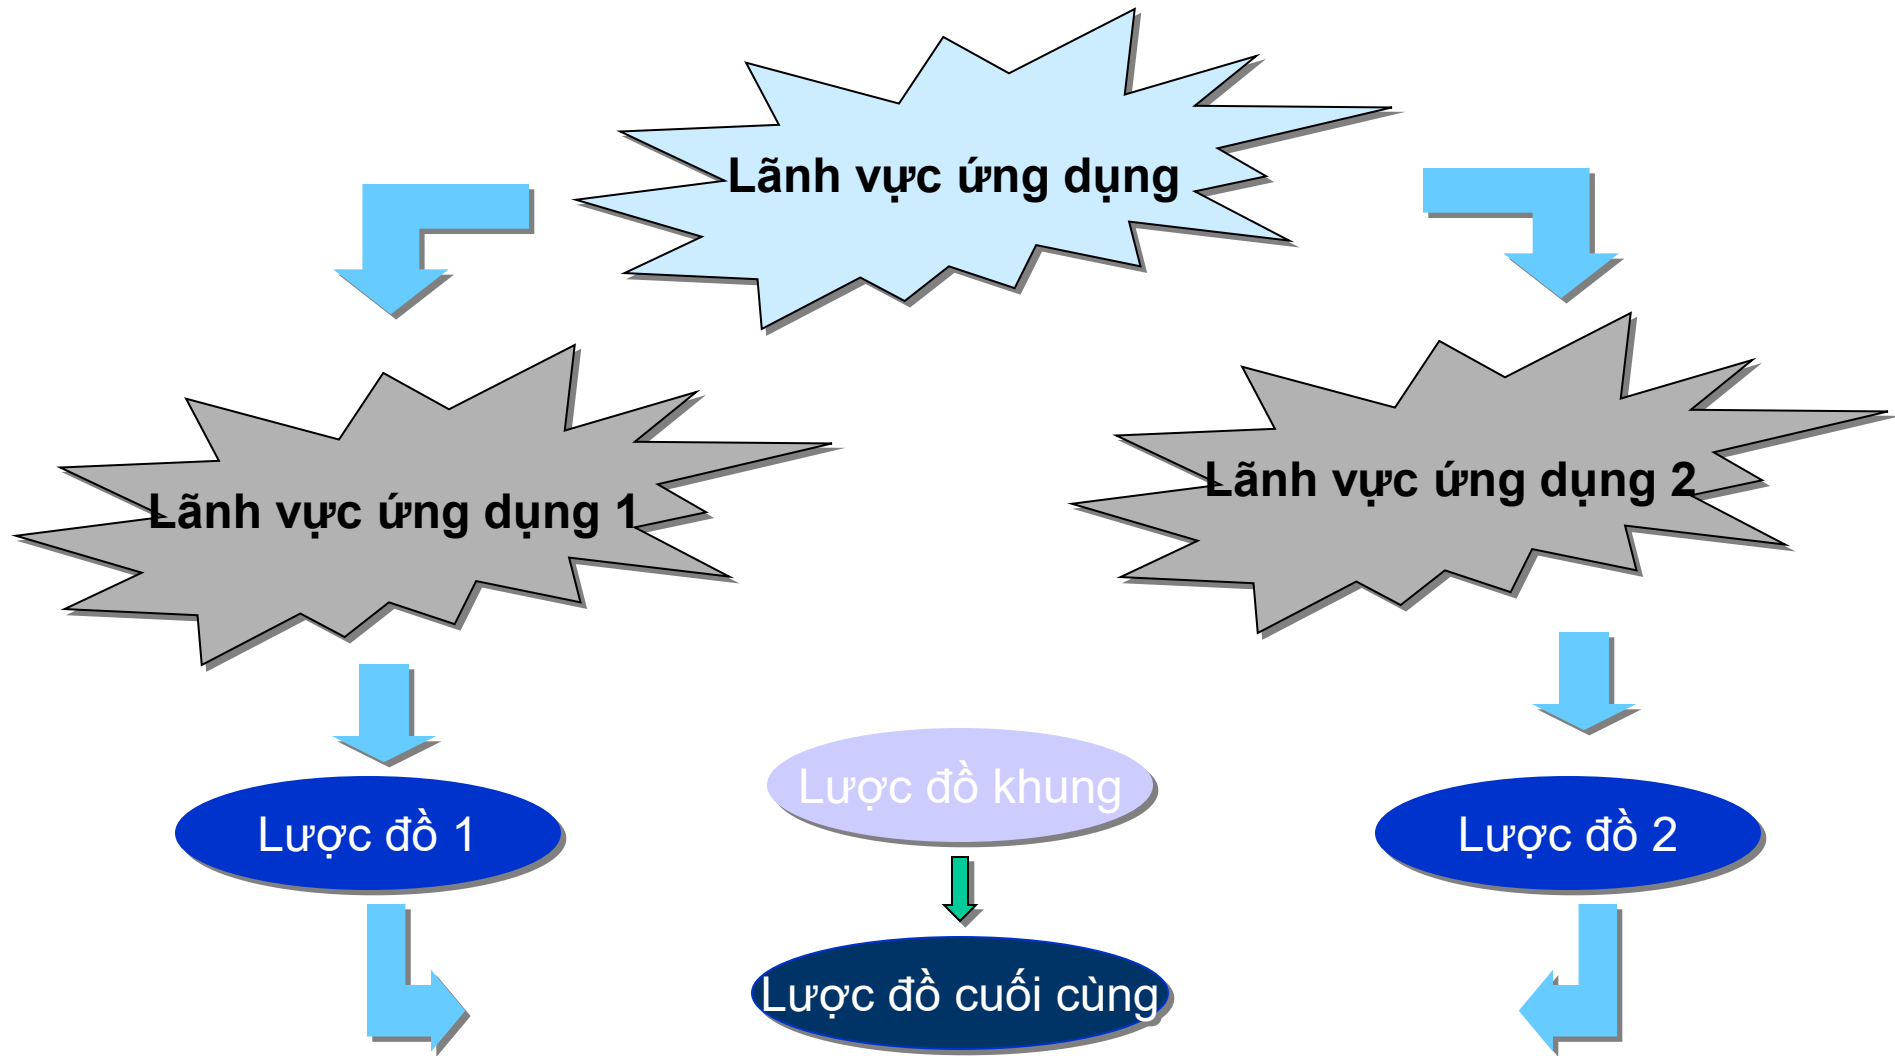 Lãnh vực ứng dụng
Lãnh vực ứng dụng 1
Lãnh vực ứng dụng 2
Lược đồ khung
Lược đồ 1
Lược đồ 2
Lược đồ cuối cùng